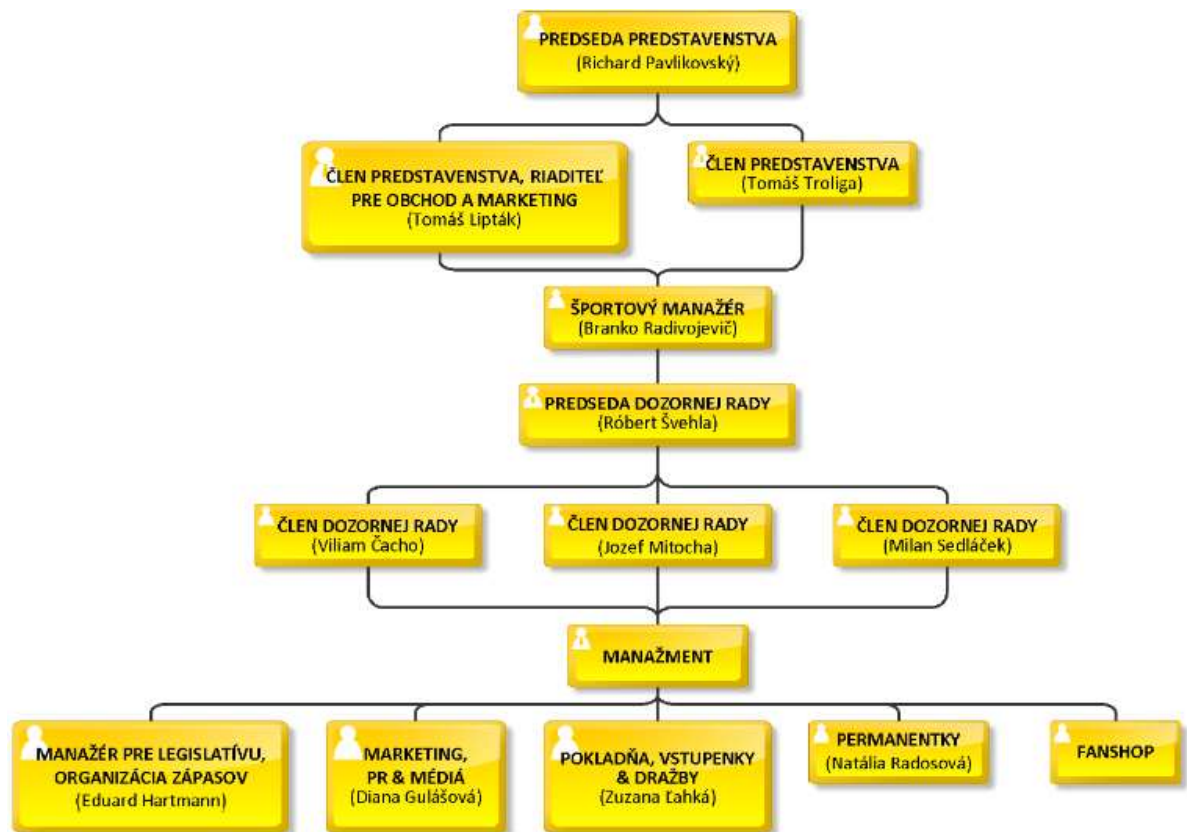 PREDSEDA PREDSTAVENSTVA
(Richard Pavlikovský)
ČLEN PREDSTAVENSTVA, RIADITEĽ
PRE OBCHOD A MARKETING
(Tomáš Lipták)
ČLEN PREDSTAVENSTVA
(Tomáš Troliga)
ŠPORTOVÝ MANAŽÉR
(Branko Radivojevič)
PREDSEDA DOZORNEJ RADY
(Róbert Švehla)
ČLEN DOZORNEJ RADY
(Viliam Čacho)
ČLEN DOZORNEJ RADY
(Jozef Mitocha)
ČLEN DOZORNEJ RADY
(Milan Sedláček)
MANAŽMENT
MANAŽÉR PRE LEGISLATÍVU,
ORGANIZÁCIA ZÁPASOV
(Eduard Hartmann)
MARKETING,
PR & MÉDIÁ
(Diana Gulášová)
POKLADŇA, VSTUPENKY
& DRAŽBY
(Zuzana Ľahká)
PERMANENTKY
(Natália Radosová)
FANSHOP